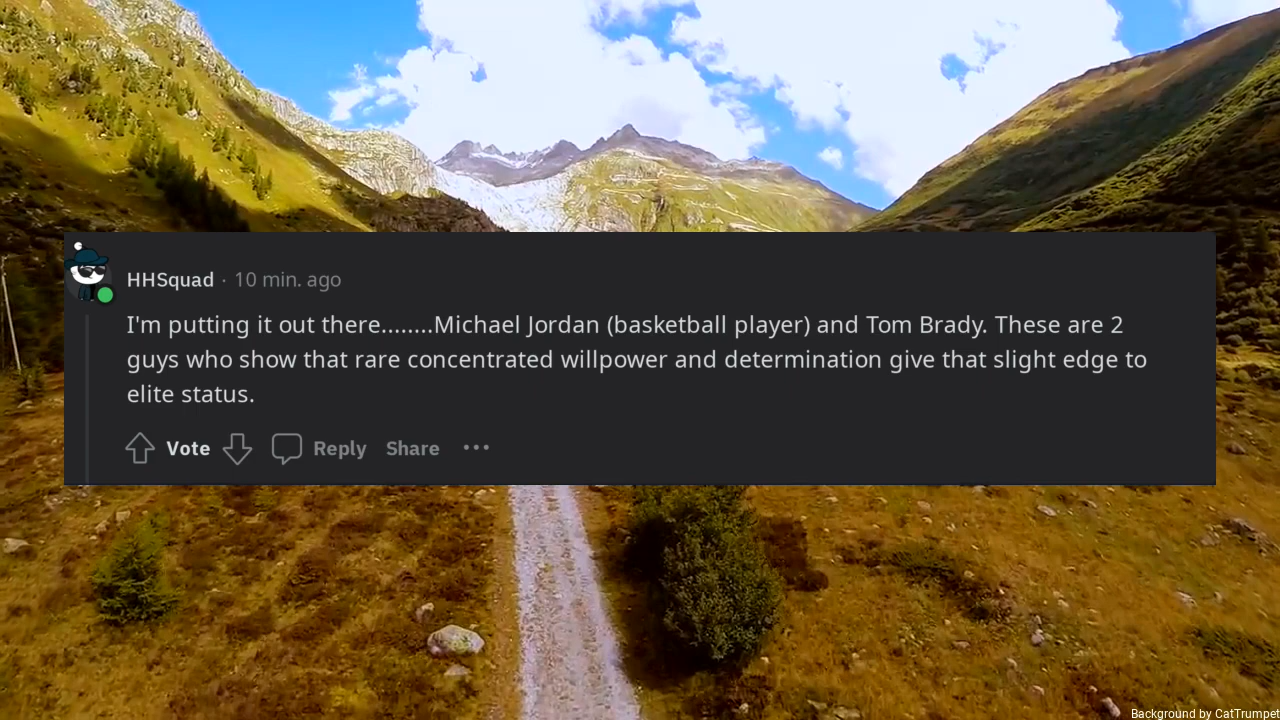 HHSquad · 10 min. ago
I'm putting it out there........Michael Jordan (basketball player) and Tom Brady. These are 2
guys who show that rare concentrated willpower and determination give that slight edge to
elite status.
Vote Reply Share ···
Background by CatTrumpet